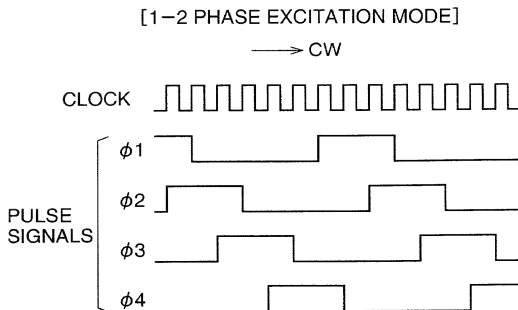 [1-2 PHASE EXCITATION MODE]
CW
CLOCK
φ1
φ2
PULSE
SIGNALS
φ3
φ4